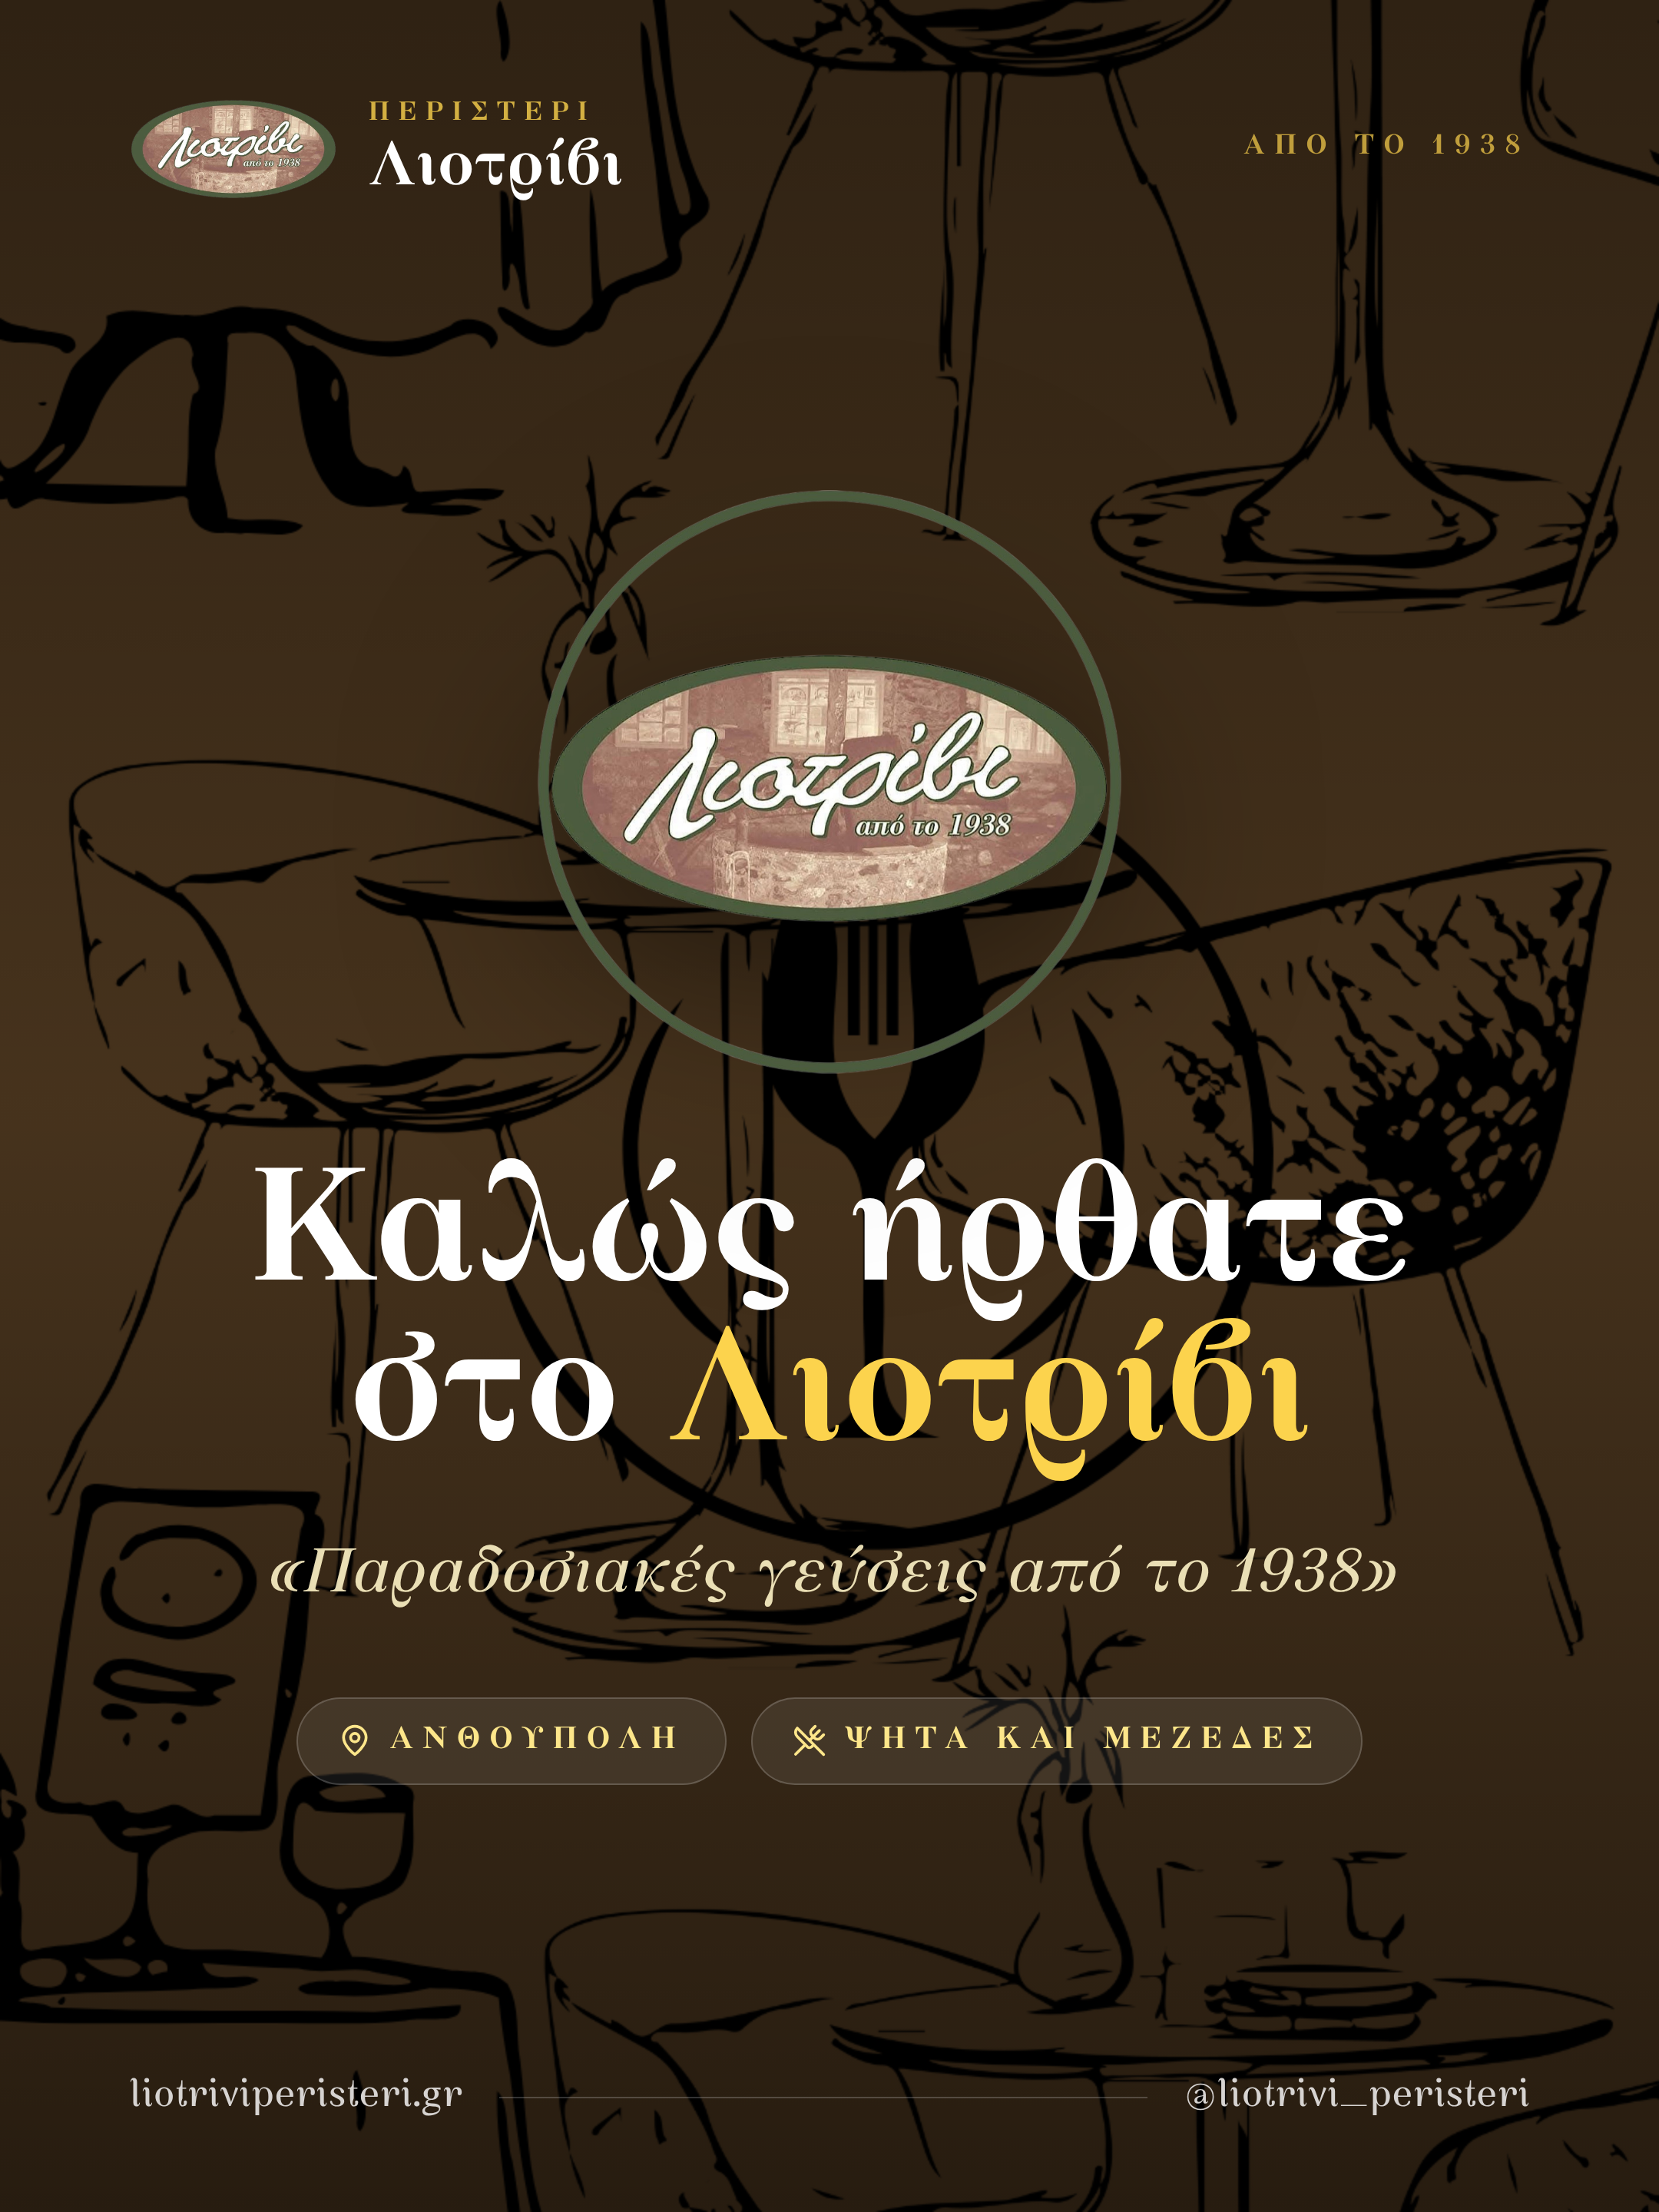 Λιοτρίβι
από το 1938
ΠΕΡΙΣΤΕΡΙ
Λιοτρίβι
ΑΠΟ ΤΟ 1938
Λιοτρίβι
από το 1938
Καλώς ήρθατε
στο Λιοτρίβι
«Παραδοσιακές γεύσεις από το 1938»
ΑΝΘΟΥΠΟΛΗ
ΨΗΤΑ ΚΑΙ ΜΕΖΕΔΕΣ
liotriviperisteri.gr
@liotrivi_peristeri